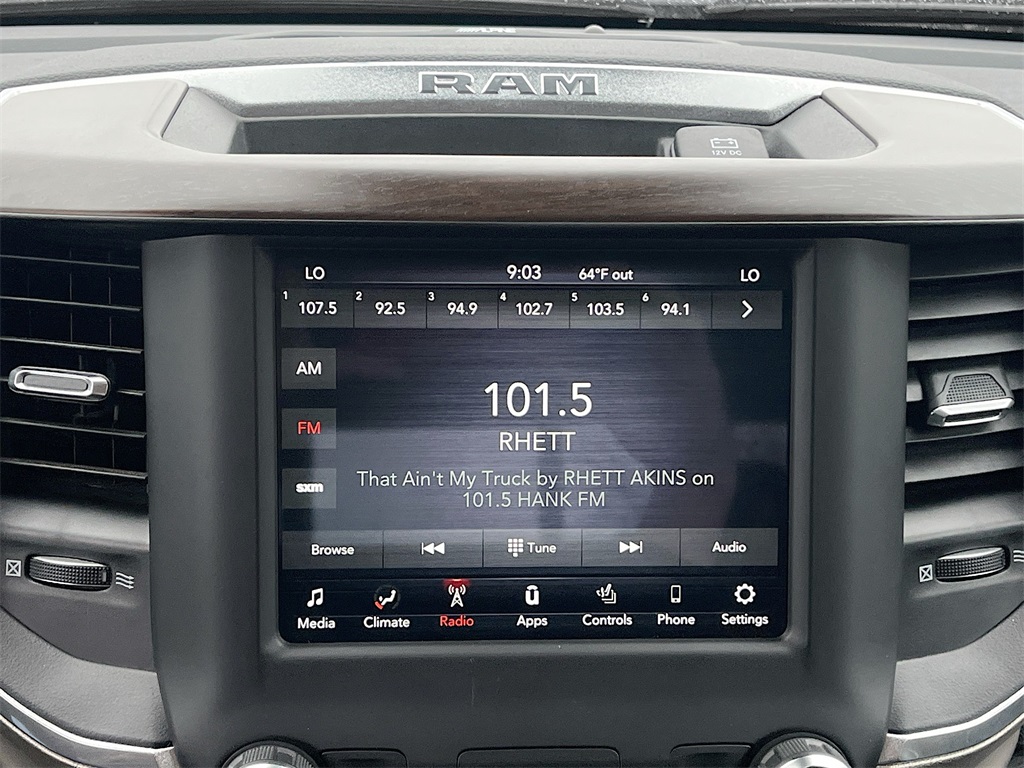 RAM
12V DC
LO 9:03 64°F out LO
1 107.5 2 92.5 3 94.9 4 102.7 5 103.5 6 94.1
AM
101.5
FM
RHETT
sxm
That Ain't My Truck by RHETT AKINS on
101.5 HANK FM
Browse Tune Audio
Media Climate Radio Apps Controls Phone Settings